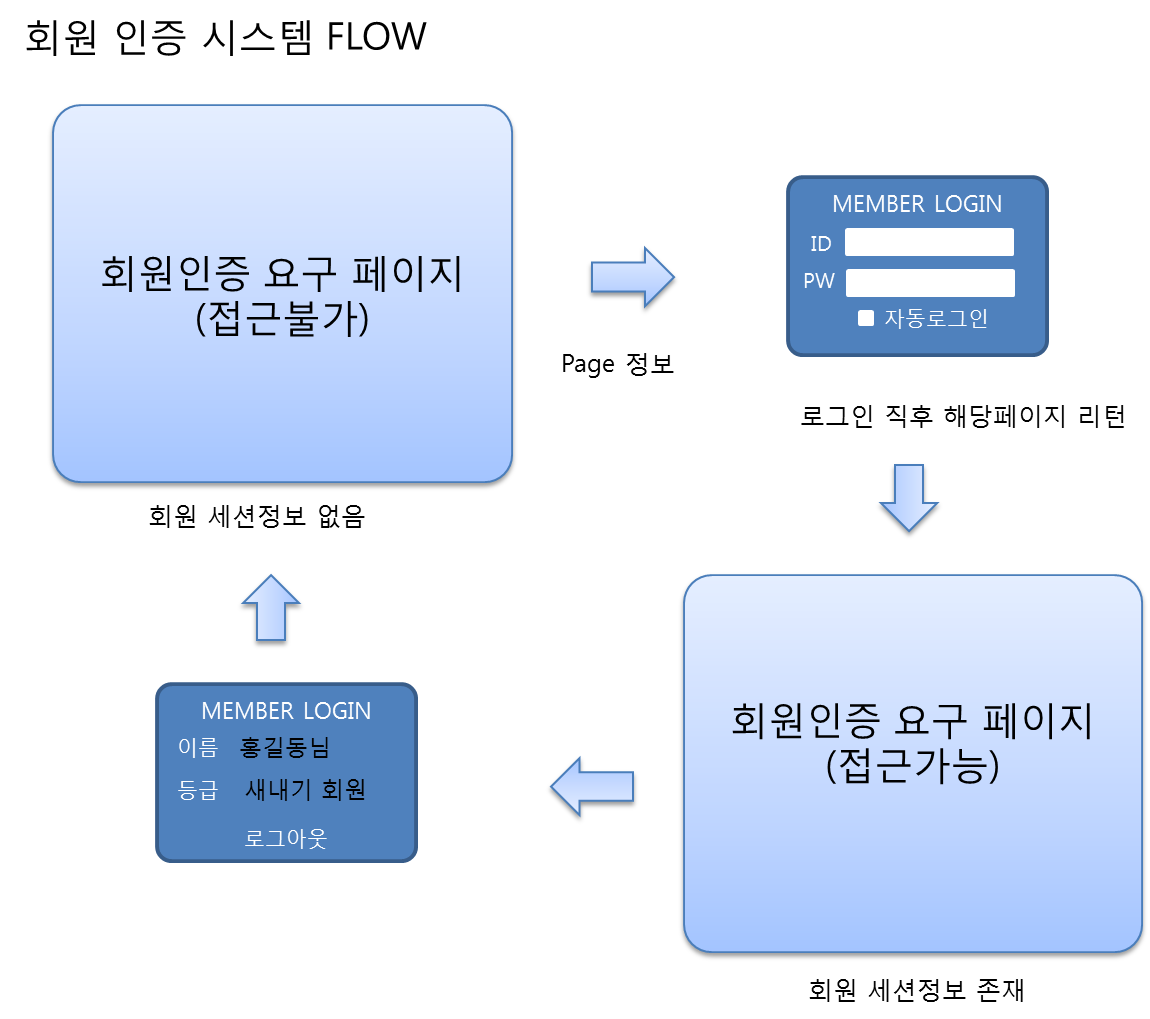 회원 인증 시스템 FLOW
회원인증 요구 페이지
(접근불가)
회원 세션정보 없음
Page 정보
MEMBER LOGIN
ID
PW
자동로그인
로그인 직후 해당페이지 리턴
회원인증 요구 페이지
(접근가능)
회원 세션정보 존재
MEMBER LOGIN
이름 홍길동님
등급 새내기 회원
로그아웃